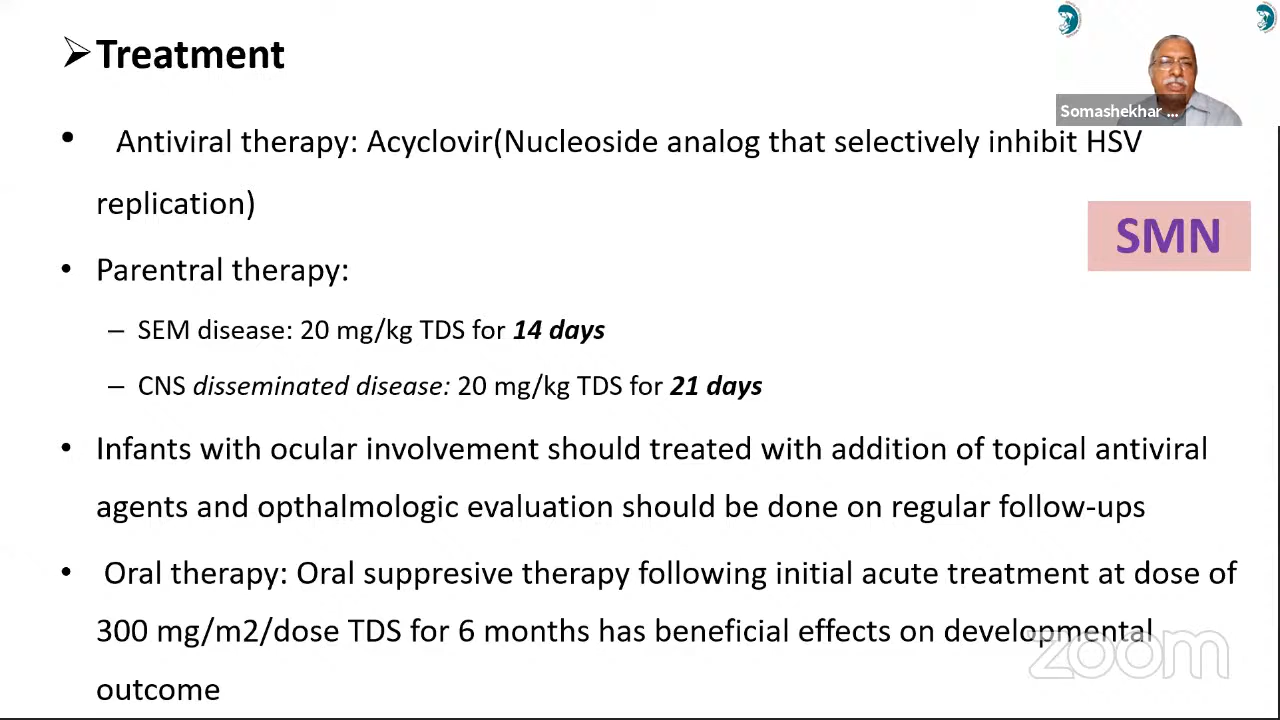 ➢Treatment
• Antiviral therapy: Acyclovir(Nucleoside analog that selectively inhibit HSV
replication)
• Parentral therapy:
– SEM disease: 20 mg/kg TDS for 14 days
– CNS disseminated disease: 20 mg/kg TDS for 21 days
• Infants with ocular involvement should treated with addition of topical antiviral
agents and opthalmologic evaluation should be done on regular follow-ups
• Oral therapy: Oral suppresive therapy following initial acute treatment at dose of
300 mg/m2/dose TDS for 6 months has beneficial effects on developmental
outcome
Somashekhar ...
SMN
zoom